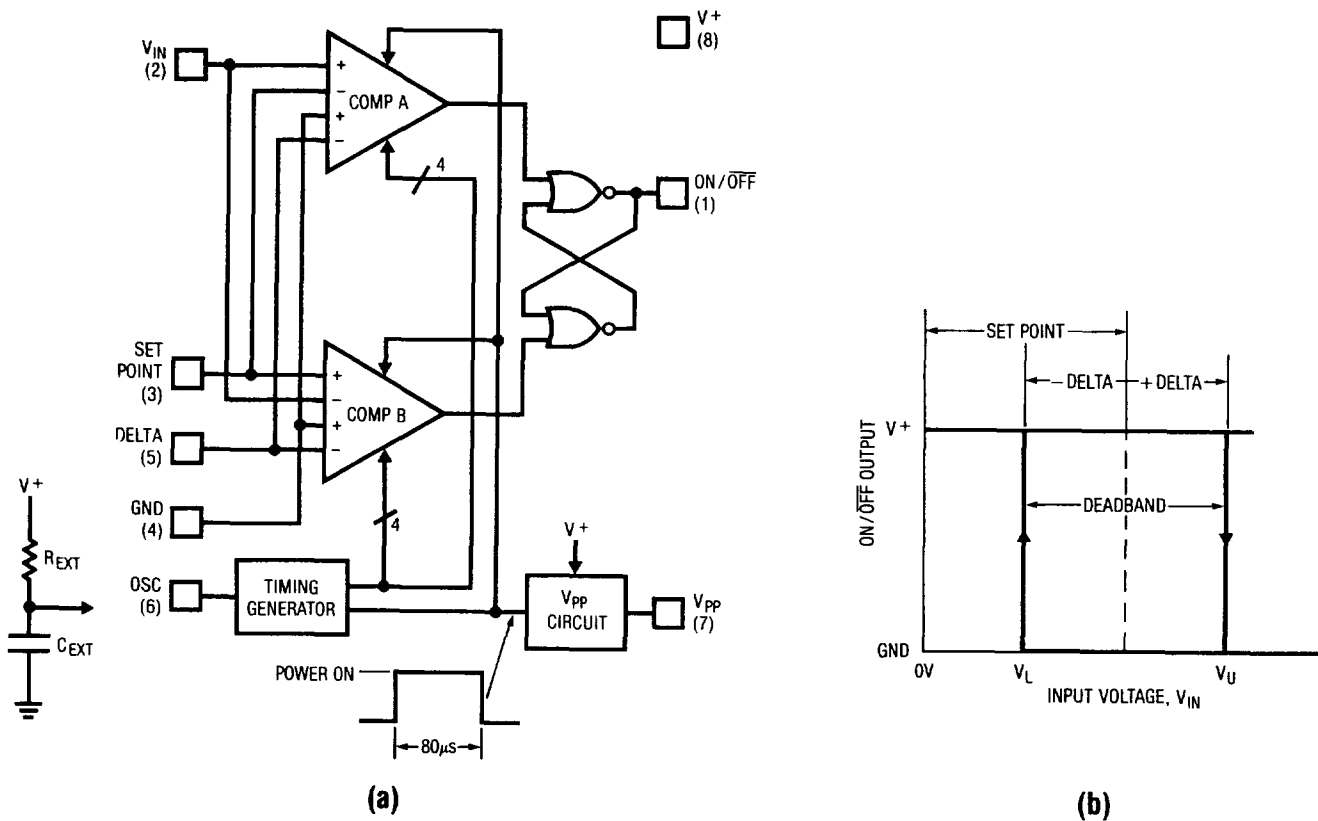 V+
(8)
VIN
(2)
+
−
COMP A
+
−
4
ON/OFF
(1)
SET
POINT
(3)
+
−
COMP B
+
−
DELTA
(5)
GND
(4)
4
V+
REXT
CEXT
OSC
(6)
TIMING
GENERATOR
V+
VPP
CIRCUIT
VPP
(7)
POWER ON
80µS
(a)
SET POINT
− DELTA
+ DELTA
V+
DEADBAND
ON/OFF OUTPUT
GND
0V
VL
VU
INPUT VOLTAGE, VIN
(b)